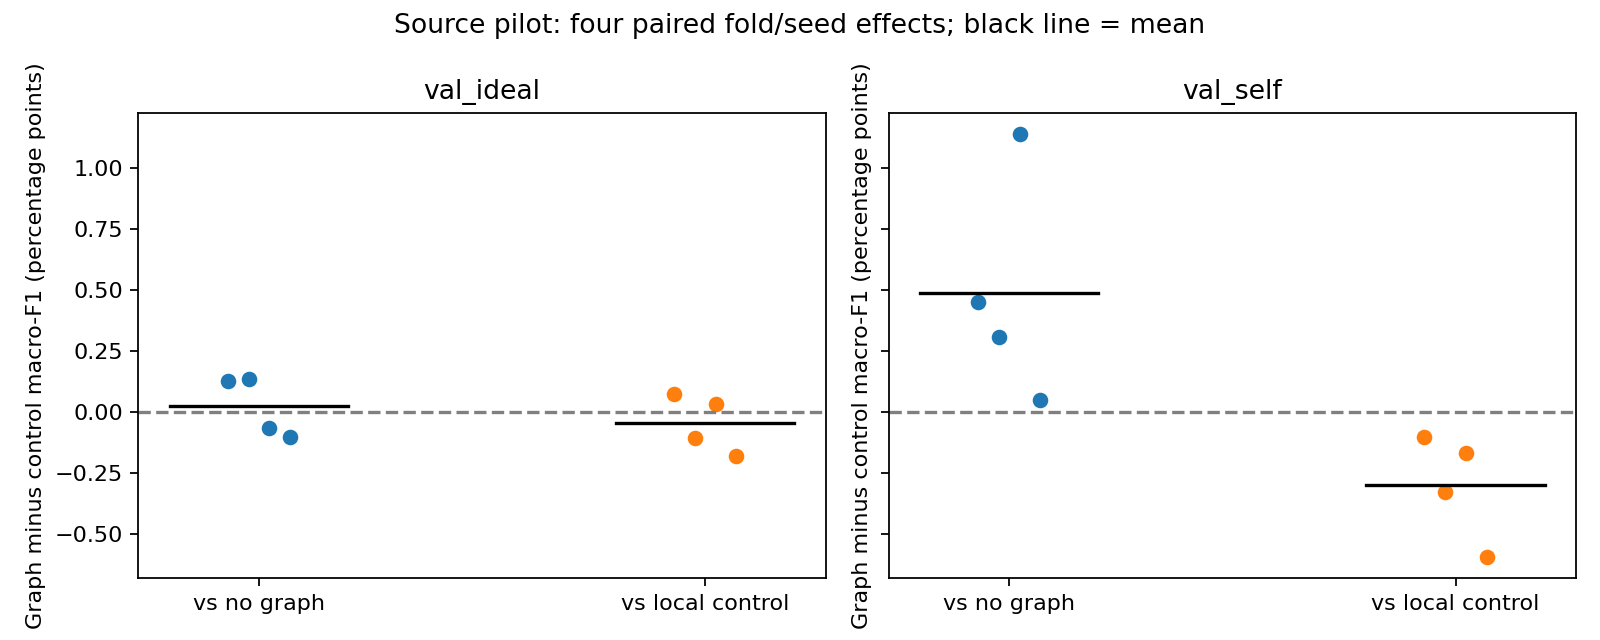 Source pilot: four paired fold/seed effects; black line = mean
val_ideal
Graph minus control macro-F1 (percentage points)
1.00
0.75
0.50
0.25
0.00
−0.25
−0.50
vs no graph
vs local control
val_self
Graph minus control macro-F1 (percentage points)
vs no graph
vs local control